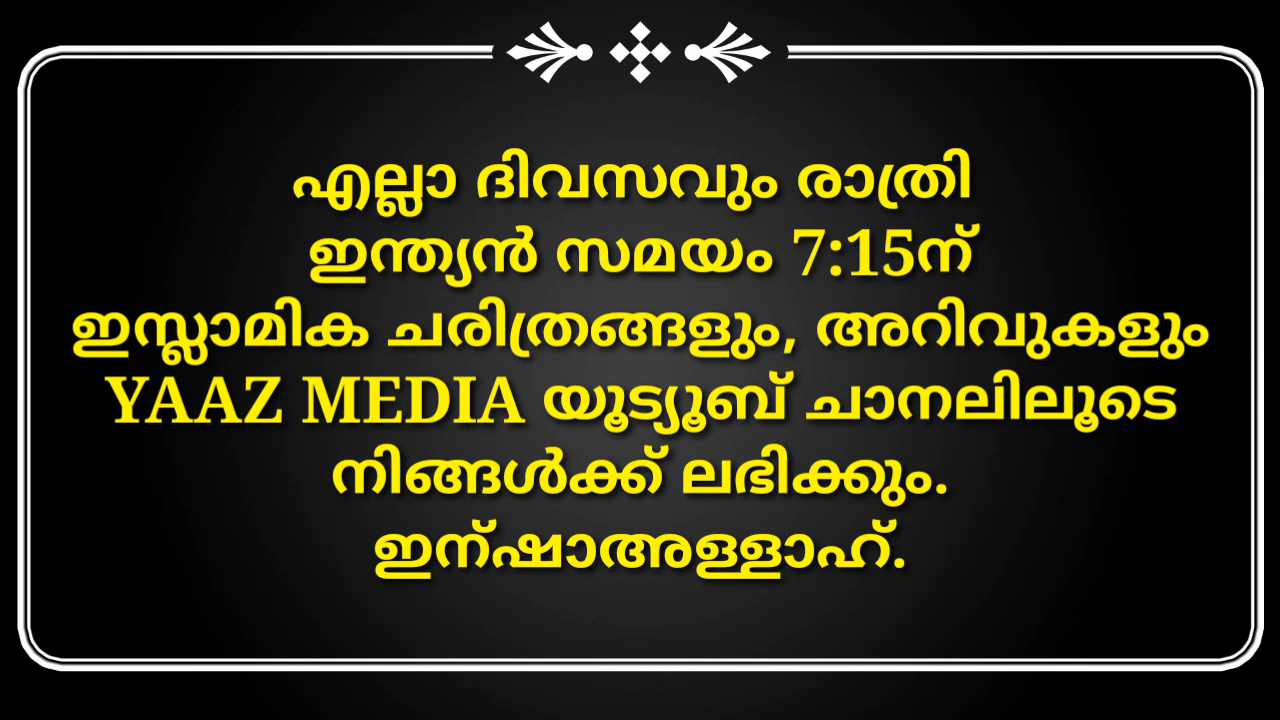 എല്ലാ ദിവസവും രാത്രി
ഇന്ത്യൻ സമയം 7:15ന്
ഇസ്ലാമിക ചരിത്രങ്ങളും, അറിവുകളും
YAAZ MEDIA യൂട്യൂബ് ചാനലിലൂടെ
നിങ്ങൾക്ക് ലഭിക്കും.
ഇന്ഷാഅള്ളാഹ്.